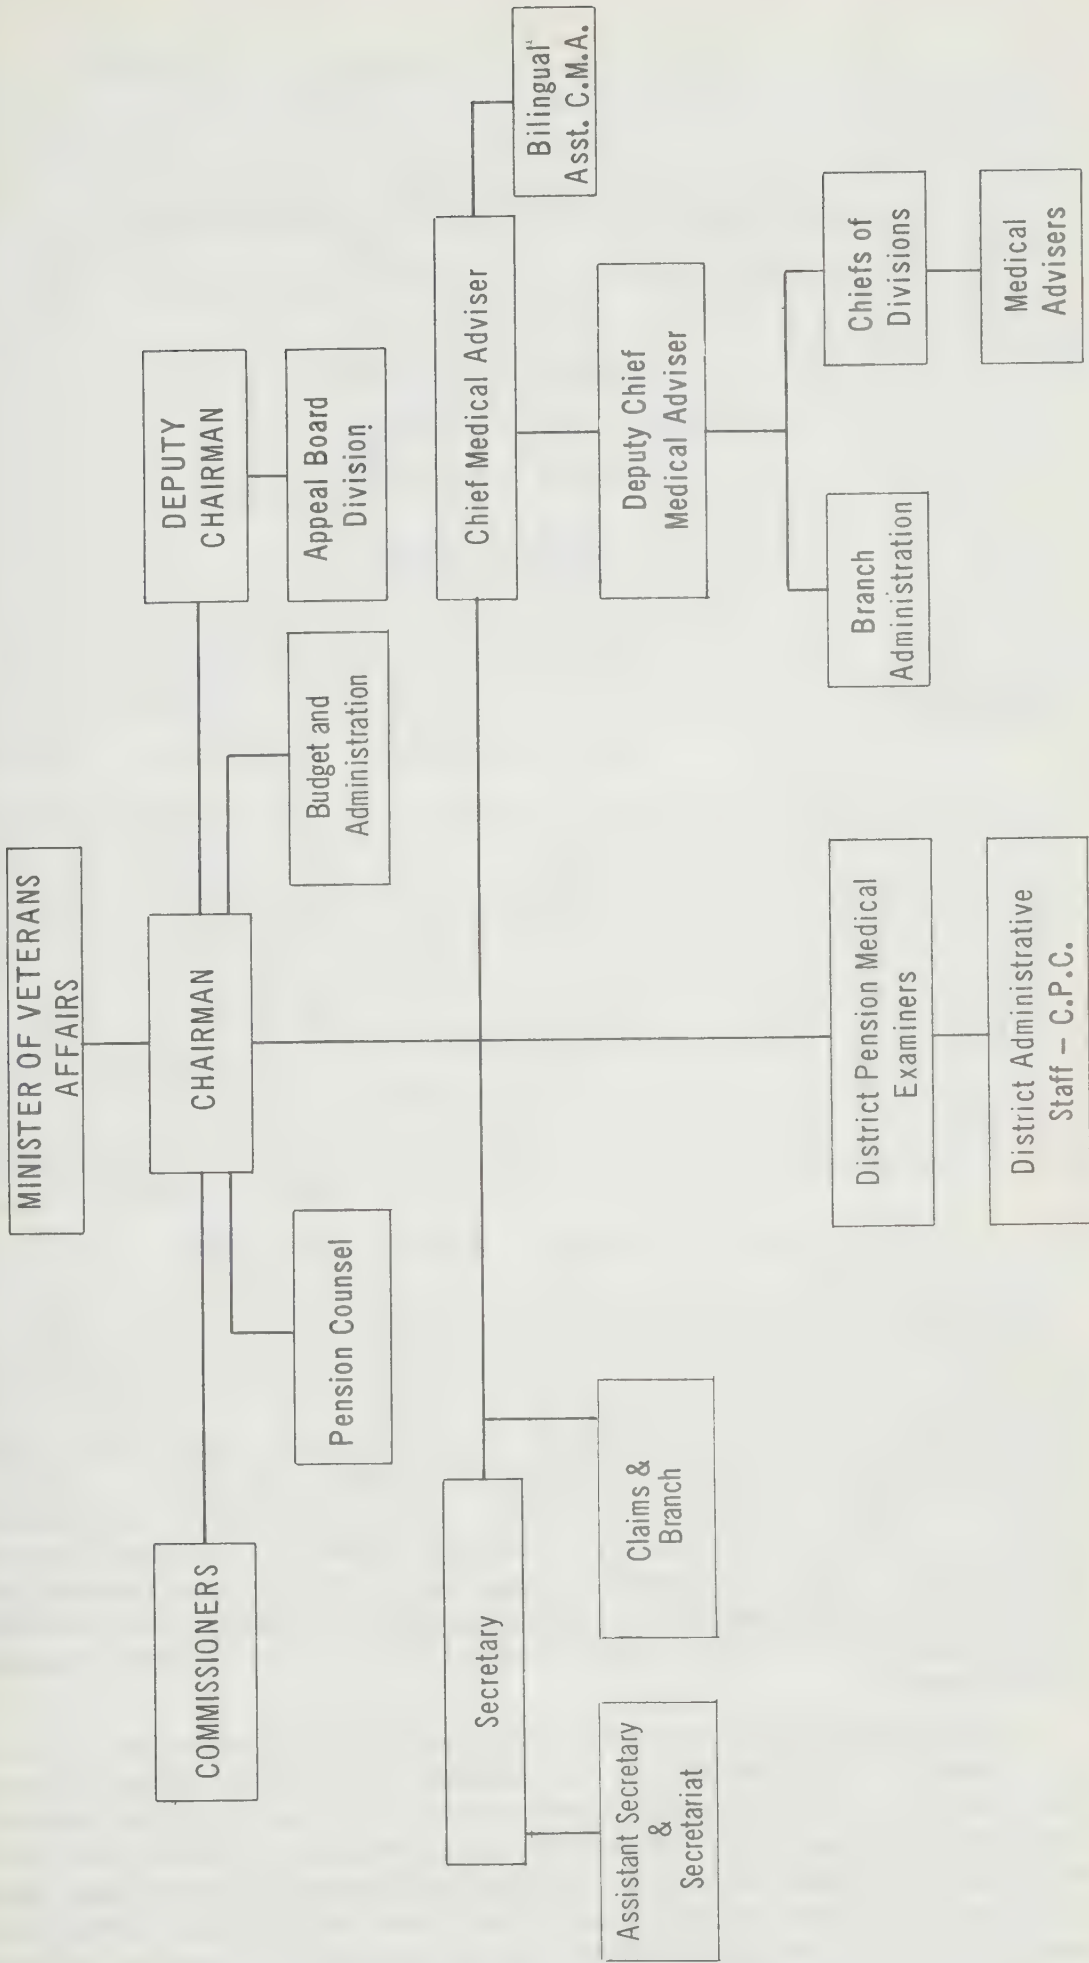 MINISTER OF VETERANS
AFFAIRS
COMMISSIONERS
CHAIRMAN
DEPUTY
CHAIRMAN
Pension Counsel
Budget and
Administration
Appeal Board
Division
Secretary
Chief Medical Adviser
Bilingual
Asst. C.M.A.
Assistant Secretary
&
Secretariat
Claims &
Branch
Deputy Chief
Medical Adviser
District Pension Medical
Examiners
Branch
Administration
Chiefs of
Divisions
District Administrative
Staff – C.P.C.
Medical
Advisers